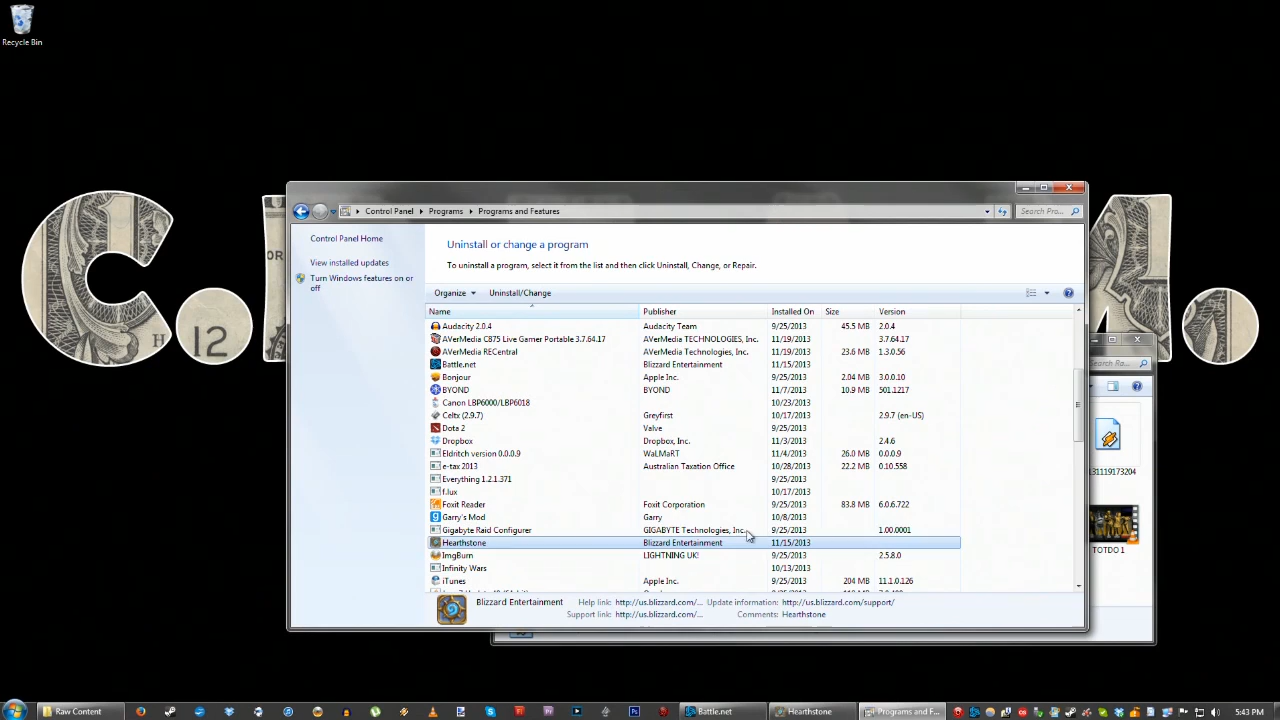 Recycle Bin
Control Panel Programs Programs and Features
Search Pro...
Control Panel Home
View installed updates
Turn Windows features on or
off
Uninstall or change a program
To uninstall a program, select it from the list and then click Uninstall, Change, or Repair.
Organize Uninstall/Change
Name Publisher Installed On Size Version
Audacity 2.0.4 Audacity Team 9/25/2013 45.5 MB 2.0.4
AVerMedia C875 Live Gamer Portable 3.7.64.17 AVerMedia TECHNOLOGIES, Inc. 11/19/2013 3.7.64.17
AVerMedia RECentral AVerMedia Technologies, Inc. 11/19/2013 23.6 MB 1.3.0.56
Battle.net Blizzard Entertainment 11/15/2013
Bonjour Apple Inc. 9/25/2013 2.04 MB 3.0.0.10
BYOND BYOND 11/7/2013 10.9 MB 501.1217
Canon LBP6000/LBP6018 10/23/2013
Celtx (2.9.7) Greyfirst 10/17/2013 2.9.7 (en-US)
Dota 2 Valve 9/25/2013
Dropbox Dropbox, Inc. 11/3/2013 2.4.6
Eldritch version 0.0.0.9 WaLMaRT 11/4/2013 26.0 MB 0.0.0.9
e-tax 2013 Australian Taxation Office 10/28/2013 22.2 MB 0.10.558
Everything 1.2.1.371 9/25/2013
f.lux 10/17/2013
Foxit Reader Foxit Corporation 9/25/2013 83.8 MB 6.0.6.722
Garry's Mod Garry 10/8/2013
Gigabyte Raid Configurer GIGABYTE Technologies, Inc. 9/25/2013 1.00.0001
Hearthstone Blizzard Entertainment 11/15/2013
ImgBurn LIGHTNING UK! 9/25/2013 2.5.8.0
Infinity Wars 10/13/2013
iTunes Apple Inc. 9/25/2013 204 MB 11.1.0.126
Blizzard Entertainment Help link: http://us.blizzard.com/... Update information: http://us.blizzard.com/support/
Support link: http://us.blizzard.com/... Comments: Hearthstone
C.
12
131119173204
TOTDO 1
Raw Content
Battle.net
Hearthstone
Programs and F...
5:43 PM